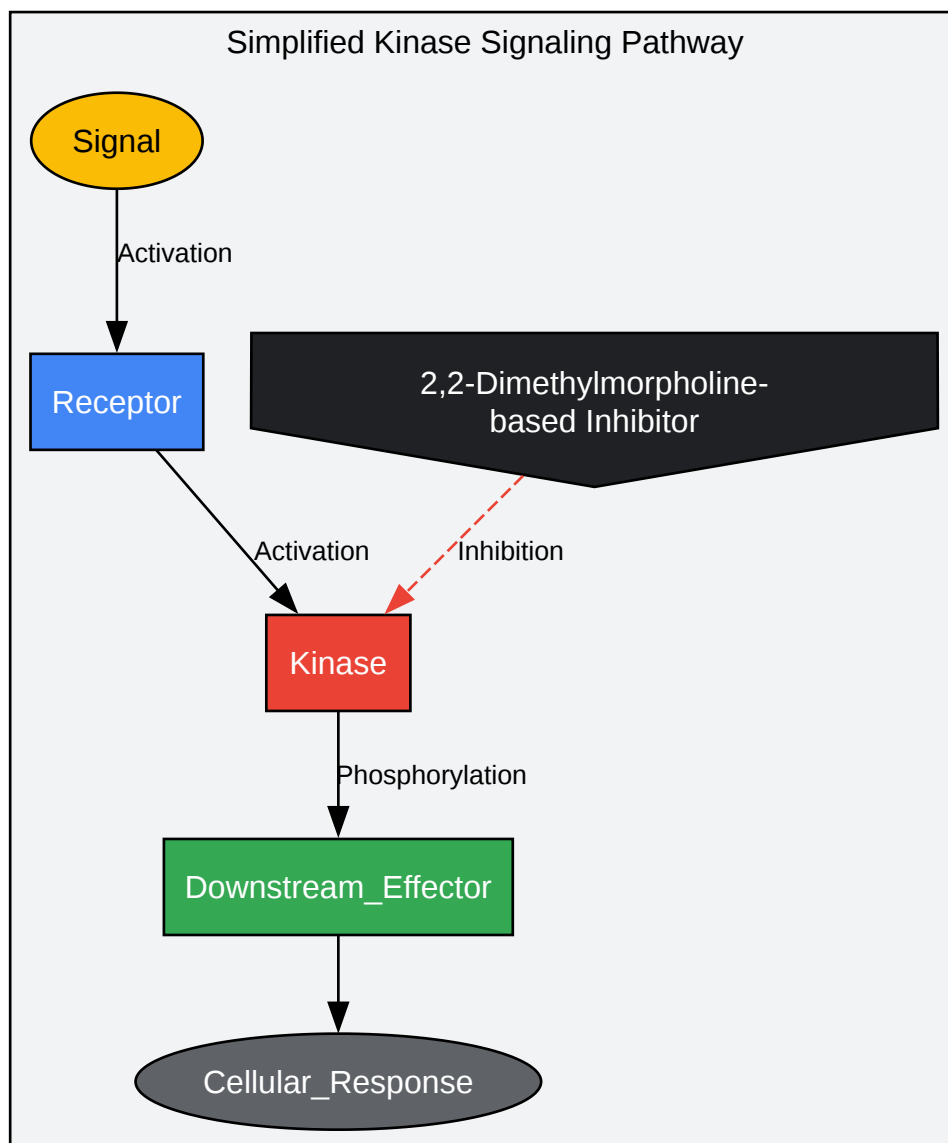 Simplified Kinase Signaling Pathway
Signal
Activation
Receptor
2,2-Dimethylmorpholine-
based Inhibitor
Activation
Inhibition
Kinase
Phosphorylation
Downstream_Effector
Cellular_Response